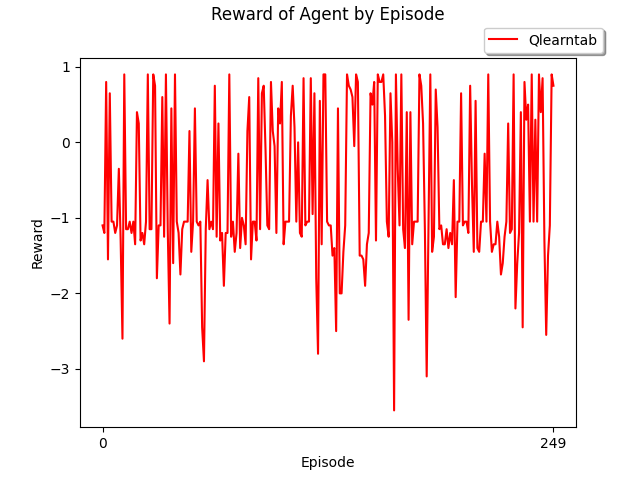 Reward of Agent by Episode
Qlearntab
1
0
−1
−2
−3
Reward
0
249
Episode